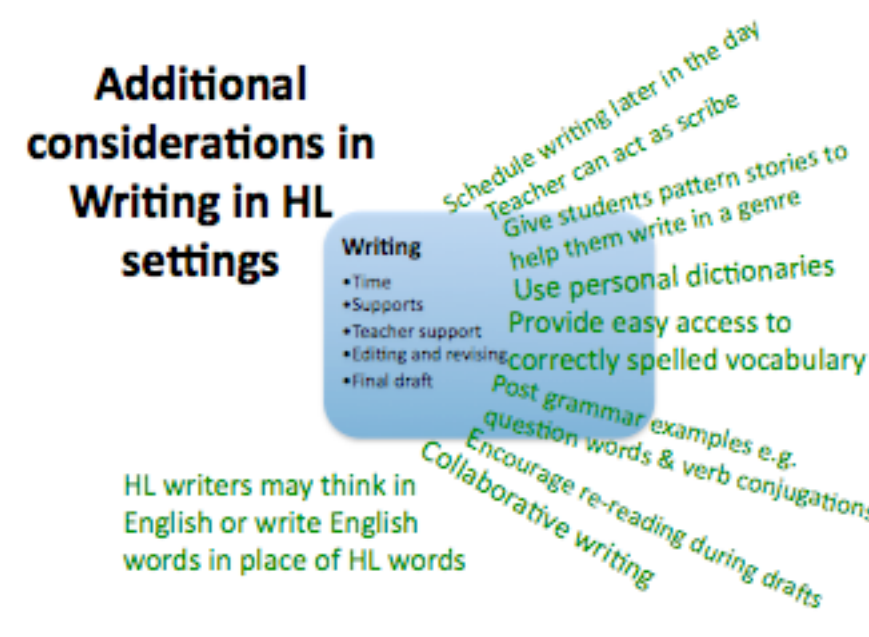 Additional
considerations in
Writing in HL
settings
Writing
•Time
•Supports
•Teacher support
•Editing and revising
•Final draft
Schedule writing later in the day
Teacher can act as scribe
Give students pattern stories to
help them write in a genre
Use personal dictionaries
Provide easy access to
correctly spelled vocabulary
Post grammar examples e.g.
question words & verb conjugations
Encourage re-reading during drafts
Collaborative writing
HL writers may think in
English or write English
words in place of HL words